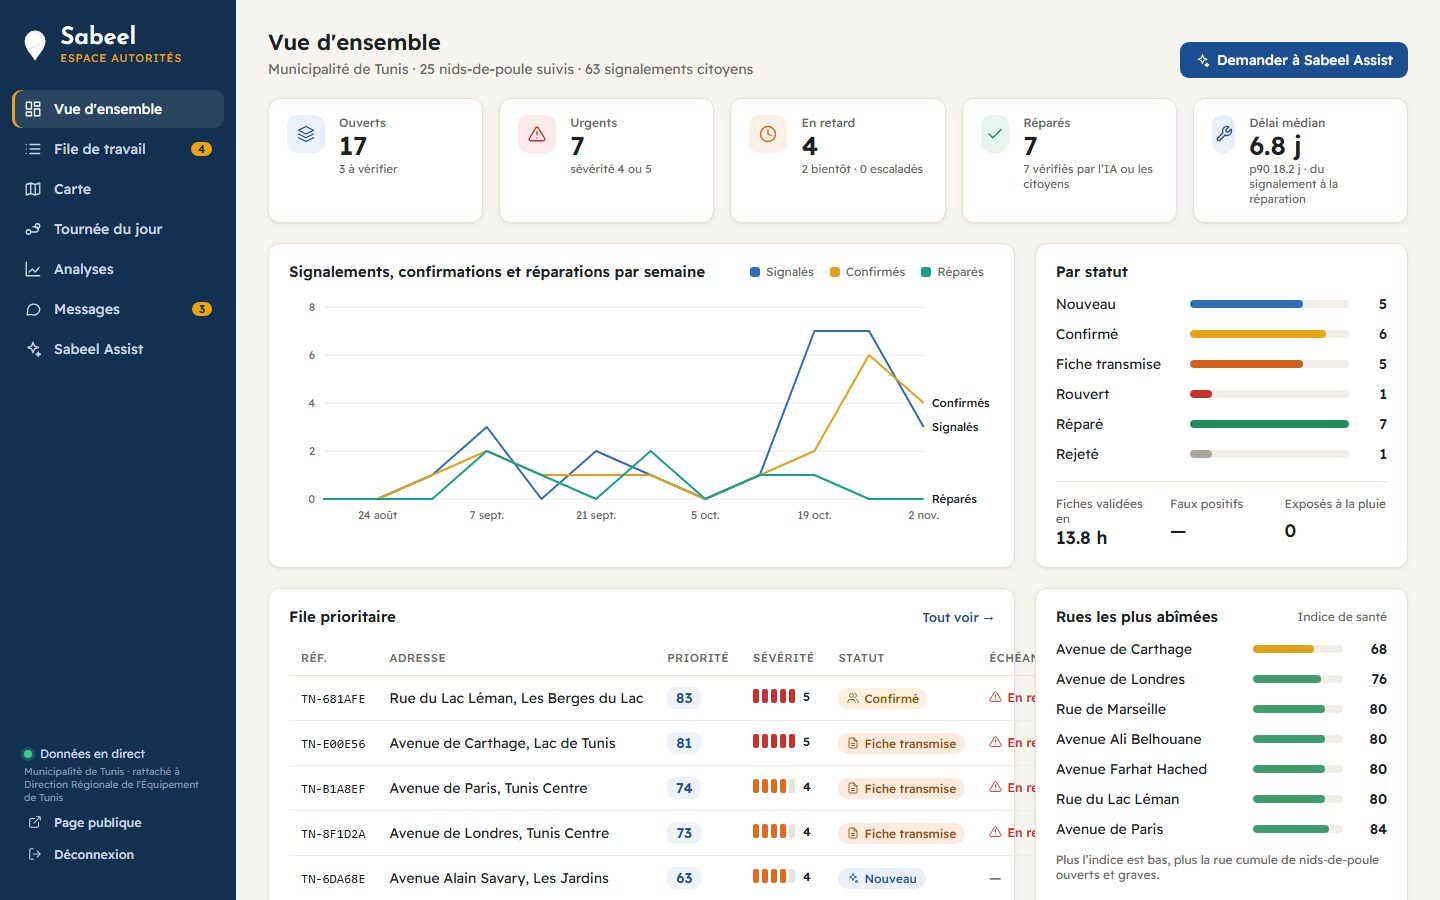 Sabeel
ESPACE AUTORITÉS
Vue d'ensemble
File de travail 4
Carte
Tournée du jour
Analyses
Messages 3
Sabeel Assist
Données en direct
Municipalité de Tunis · rattaché à
Direction Régionale de l'Équipement
de Tunis
Page publique
Déconnexion
Vue d'ensemble
Municipalité de Tunis · 25 nids-de-poule suivis · 63 signalements citoyens
Demander à Sabeel Assist
Ouverts
17
3 à vérifier
Urgents
7
sévérité 4 ou 5
En retard
4
2 bientôt · 0 escaladés
Réparés
7
7 vérifiés par l'IA ou les
citoyens
Délai médian
6.8 j
p90 18.2 j · du
signalement à la
réparation
Signalements, confirmations et réparations par semaine
Signalés Confirmés Réparés
8
6
4
2
0
24 août 7 sept. 21 sept. 5 oct. 19 oct. 2 nov.
Confirmés
Signalés
Réparés
Par statut
Nouveau 5
Confirmé 6
Fiche transmise 5
Rouvert 1
Réparé 7
Rejeté 1
Fiches validées
en
13.8 h
Faux positifs
—
Exposés à la pluie
0
File prioritaire
Tout voir →
RÉF. ADRESSE PRIORITÉ SÉVÉRITÉ STATUT ÉCHÉAN
TN-681AFE Rue du Lac Léman, Les Berges du Lac 83 5 Confirmé En re
TN-E00E56 Avenue de Carthage, Lac de Tunis 81 5 Fiche transmise En re
TN-B1A8EF Avenue de Paris, Tunis Centre 74 4 Fiche transmise En re
TN-8F1D2A Avenue de Londres, Tunis Centre 73 4 Fiche transmise En re
TN-6DA68E Avenue Alain Savary, Les Jardins 63 4 Nouveau —
Rues les plus abîmées Indice de santé
Avenue de Carthage 68
Avenue de Londres 76
Rue de Marseille 80
Avenue Ali Belhouane 80
Avenue Farhat Hached 80
Rue du Lac Léman 80
Avenue de Paris 84
Plus l'indice est bas, plus la rue cumule de nids-de-poule
ouverts et graves.